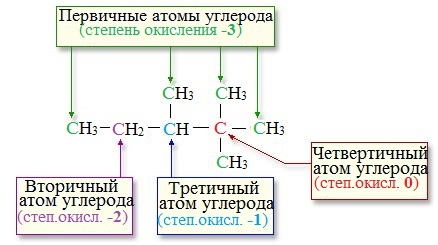 Первичные атомы углерода
(степень окисления -3)
CH3 CH3
CH3—CH2—CH—C—CH3
CH3
Четвертичный
атом углерода
(степ.окисл. 0)
Вторичный
атом углерода
(степ.окисл. -2)
Третичный
атом углерода
(степ.окисл. -1)